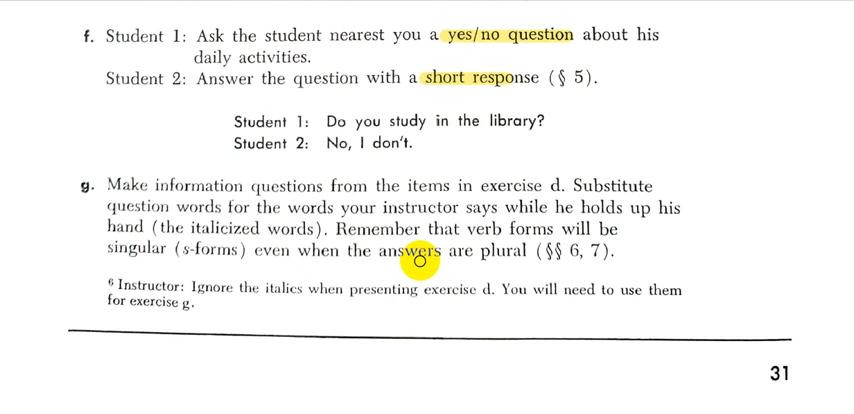 f. Student 1: Ask the student nearest you a yes/no question about his
daily activities.
Student 2: Answer the question with a short response (§ 5).
Student 1: Do you study in the library?
Student 2: No, I don't.
g. Make information questions from the items in exercise d. Substitute
question words for the words your instructor says while he holds up his
hand (the italicized words). Remember that verb forms will be
singular (s-forms) even when the answers are plural (§§ 6, 7).
⁶ Instructor: Ignore the italics when presenting exercise d. You will need to use them
for exercise g.
31